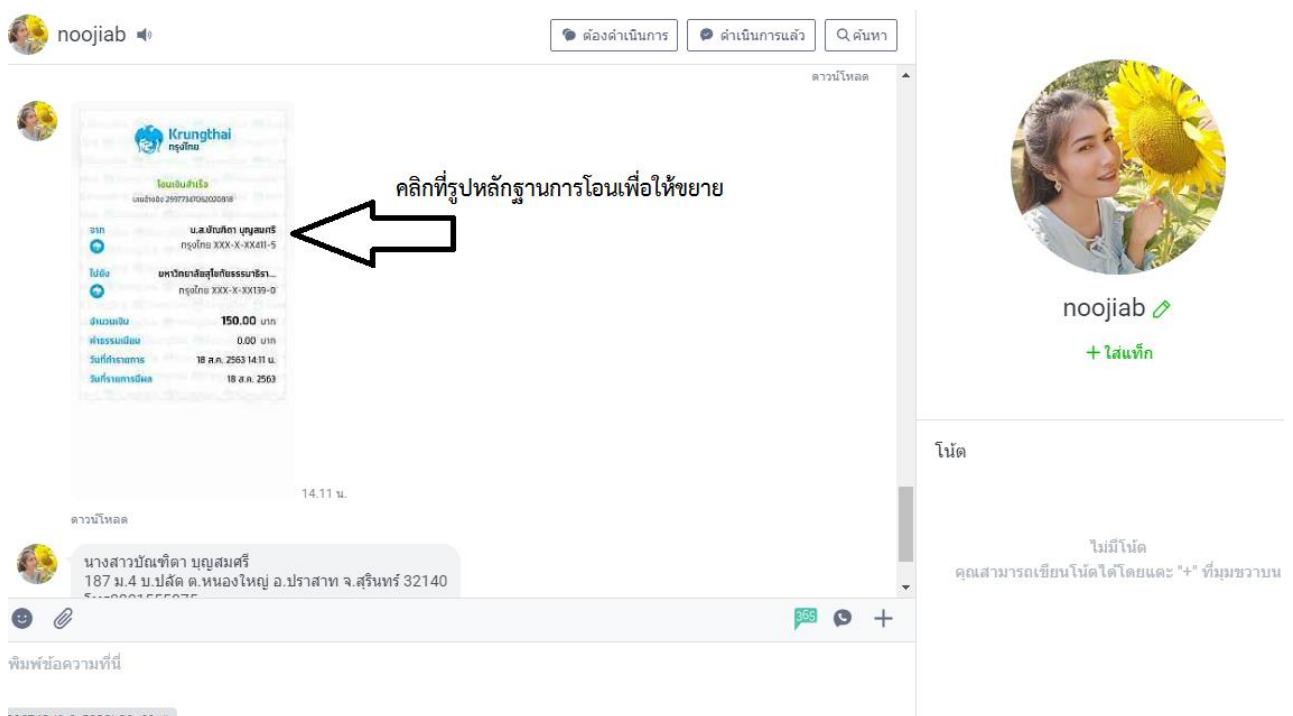 noojiab
ต้องดำเนินการ
ดำเนินการแล้ว
ค้นหา
ดาวน์โหลด
Krungthai
กรุงไทย
โอนเงินสำเร็จ
จาก น.ส.บัณฑิตา บุญสมศรี
กรุงไทย XXX-X-XX411-5
ไปยัง มหาวิทยาลัยสุโขทัยธรรมาธิรา...
กรุงไทย XXX-X-XX139-0
จำนวนเงิน 150.00 บาท
ค่าธรรมเนียม 0.00 บาท
วันที่ทำรายการ 18 ส.ค. 2563 14:11 น.
วันที่รายการมีผล 18 ส.ค. 2563
คลิกที่รูปหลักฐานการโอนเพื่อให้ขยาย
14.11 น.
ดาวน์โหลด
นางสาวบัณฑิตา บุญสมศรี
187 ม.4 บ.ปลัด ต.หนองใหญ่ อ.ปราสาท จ.สุรินทร์ 32140
365
พิมพ์ข้อความที่นี่
noojiab
+ ใส่แท็ก
โน้ต
ไม่มีโน้ต
คุณสามารถเขียนโน้ตได้โดยแตะ "+" ที่มุมขวาบน